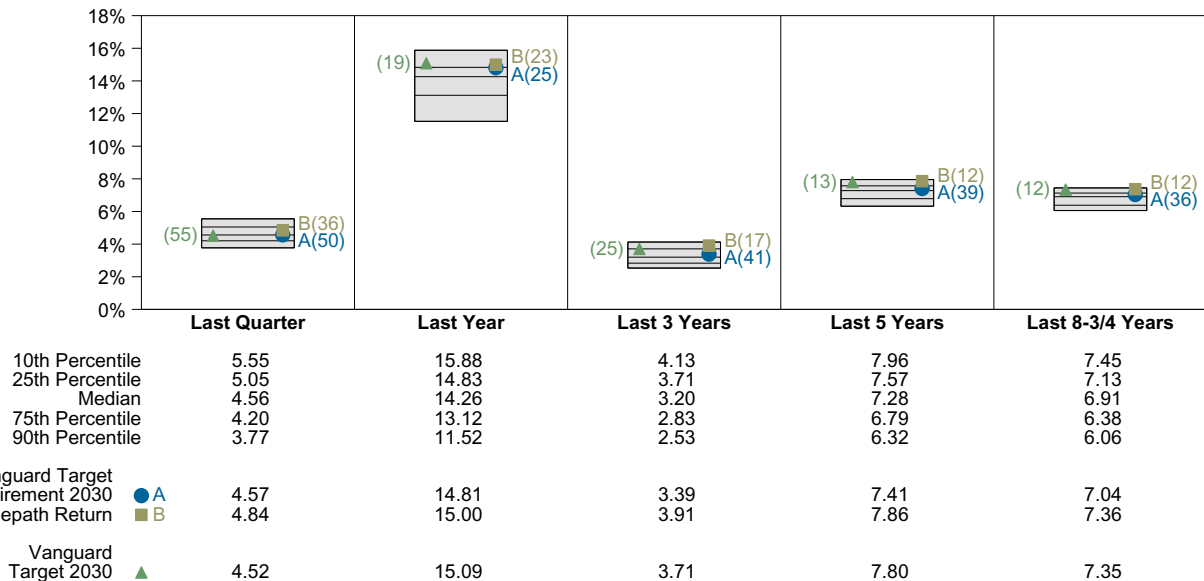 18%
16%
14%
12%
10%
8%
6%
4%
2%
0%
(55)
B(36)
A(50)
(19)
B(23)
A(25)
(25)
B(17)
A(41)
(13)
B(12)
A(39)
(12)
B(12)
A(36)
Last Quarter Last Year Last 3 Years Last 5 Years Last 8-3/4 Years
10th Percentile 5.55 15.88 4.13 7.96 7.45
25th Percentile 5.05 14.83 3.71 7.57 7.13
Median 4.56 14.26 3.20 7.28 6.91
75th Percentile 4.20 13.12 2.83 6.79 6.38
90th Percentile 3.77 11.52 2.53 6.32 6.06
nguard Target
irement 2030 A 4.57 14.81 3.39 7.41 7.04
epath Return B 4.84 15.00 3.91 7.86 7.36
Vanguard
Target 2030 4.52 15.09 3.71 7.80 7.35